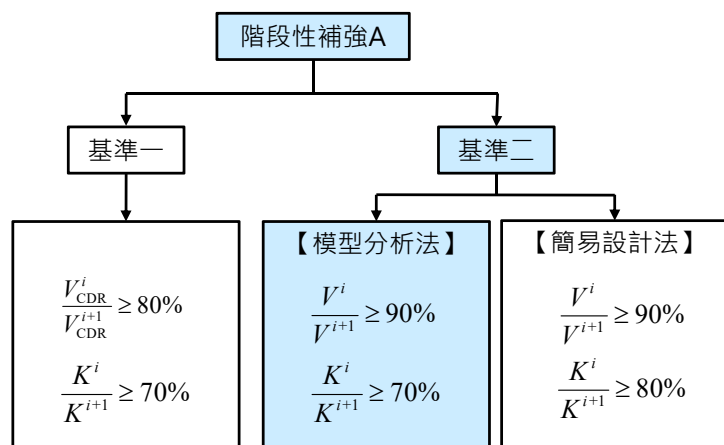 階段性補強A
基準一
基準二
V^i_CDR / V^{i+1}_CDR ≥ 80%
K^i / K^{i+1} ≥ 70%
【模型分析法】
V^i / V^{i+1} ≥ 90%
K^i / K^{i+1} ≥ 70%
【簡易設計法】
V^i / V^{i+1} ≥ 90%
K^i / K^{i+1} ≥ 80%